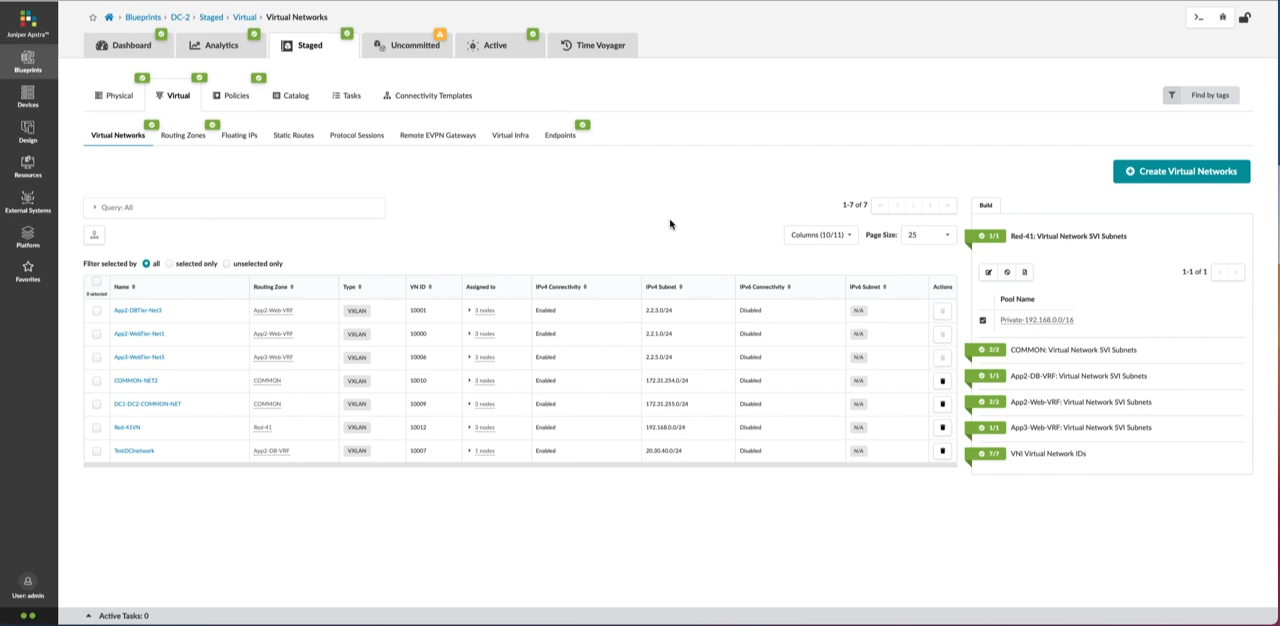 Juniper Apstra™
Blueprints
Devices
Design
Resources
External Systems
Platform
Favorites
User: admin
Blueprints › DC-2 › Staged › Virtual › Virtual Networks
Dashboard
Analytics
Staged
Uncommitted
Active
Time Voyager
Physical
Virtual
Policies
Catalog
Tasks
Connectivity Templates
Find by tags
Virtual Networks
Routing Zones
Floating IPs
Static Routes
Protocol Sessions
Remote EVPN Gateways
Virtual Infra
Endpoints
Create Virtual Networks
Query: All
1-7 of 7
Columns (10/11)
Page Size: 25
Filter selected by all selected only unselected only
0 selected
Name Routing Zone Type VN ID Assigned to IPv4 Connectivity IPv4 Subnet IPv6 Connectivity IPv6 Subnet Actions
App2-DBTier-Net3 App2-Web-VRF VXLAN 10001 3 nodes Enabled 2.2.3.0/24 Disabled N/A
App2-WebTier-Net1 App2-Web-VRF VXLAN 10000 3 nodes Enabled 2.2.1.0/24 Disabled N/A
App3-WebTier-Net5 App3-Web-VRF VXLAN 10006 3 nodes Enabled 2.2.5.0/24 Disabled N/A
COMMON-NET2 COMMON VXLAN 10010 3 nodes Enabled 172.31.254.0/24 Disabled N/A
DC1-DC2-COMMON-NET COMMON VXLAN 10009 3 nodes Enabled 172.31.255.0/24 Disabled N/A
Red-41VN Red-41 VXLAN 10012 3 nodes Enabled 192.168.0.0/24 Disabled N/A
TestDCInetwork App2-DB-VRF VXLAN 10007 1 nodes Enabled 20.30.40.0/24 Disabled N/A
Build
1/1 Red-41: Virtual Network SVI Subnets
1-1 of 1
Pool Name
Private-192.168.0.0/16
2/2 COMMON: Virtual Network SVI Subnets
1/1 App2-DB-VRF: Virtual Network SVI Subnets
2/2 App2-Web-VRF: Virtual Network SVI Subnets
1/1 App3-Web-VRF: Virtual Network SVI Subnets
7/7 VNI Virtual Network IDs
Active Tasks: 0